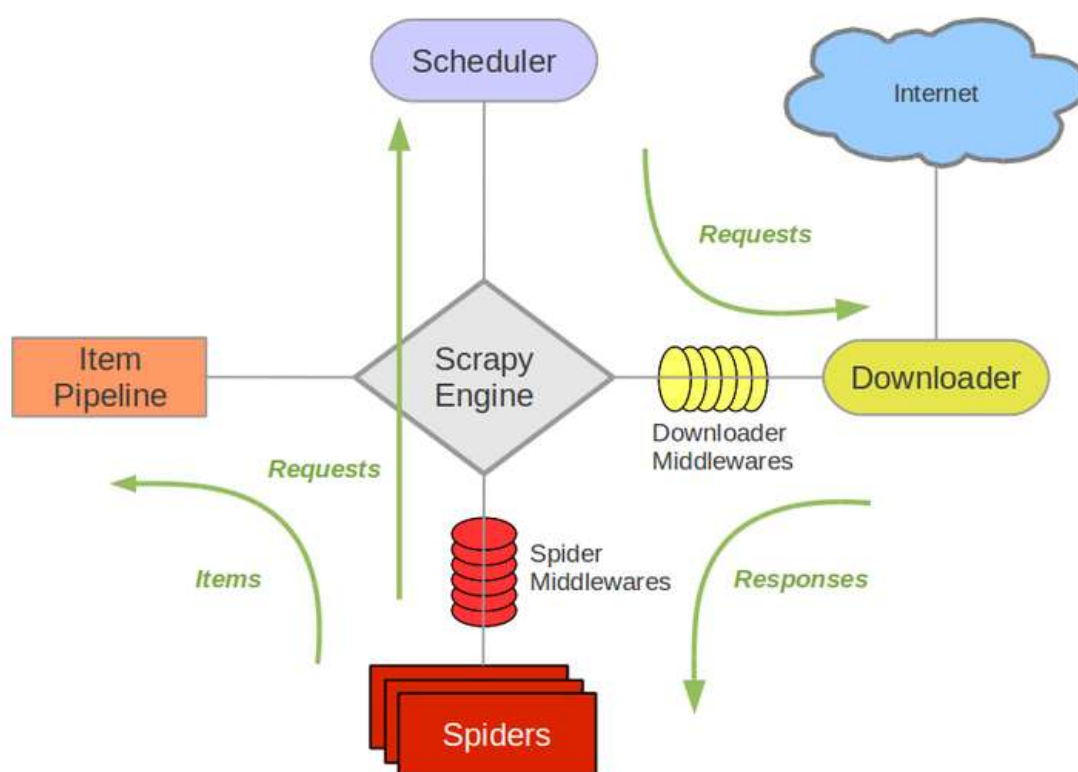 Scheduler
Internet
Requests
Item
Pipeline
Scrapy
Engine
Downloader
Downloader
Middlewares
Requests
Items
Spider
Middlewares
Responses
Spiders